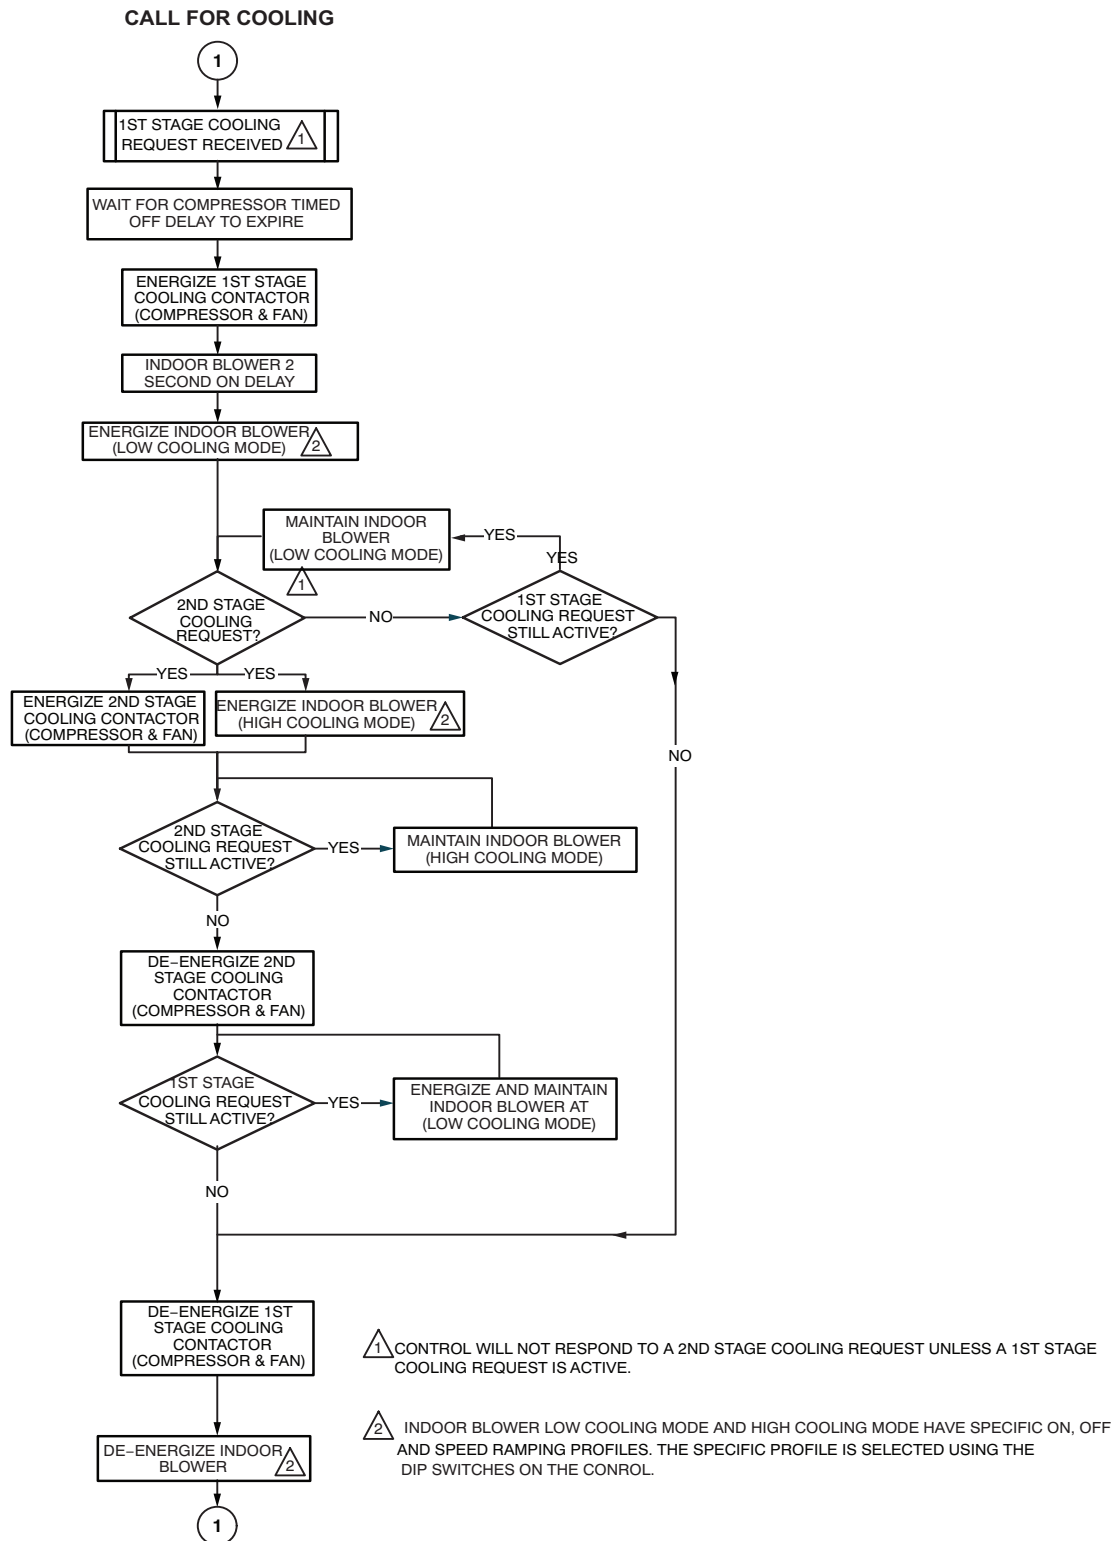 CALL FOR COOLING
1
1ST STAGE COOLING
REQUEST RECEIVED 1
WAIT FOR COMPRESSOR TIMED
OFF DELAY TO EXPIRE
ENERGIZE 1ST STAGE
COOLING CONTACTOR
(COMPRESSOR & FAN)
INDOOR BLOWER 2
SECOND ON DELAY
ENERGIZE INDOOR BLOWER
(LOW COOLING MODE) 2
MAINTAIN INDOOR
BLOWER
(LOW COOLING MODE)
1
YES
YES
2ND STAGE
COOLING
REQUEST?
NO
1ST STAGE
COOLING REQUEST
STILL ACTIVE?
YES
YES
ENERGIZE 2ND STAGE
COOLING CONTACTOR
(COMPRESSOR & FAN)
ENERGIZE INDOOR BLOWER
(HIGH COOLING MODE) 2
NO
2ND STAGE
COOLING REQUEST
STILL ACTIVE?
YES
MAINTAIN INDOOR BLOWER
(HIGH COOLING MODE)
NO
DE–ENERGIZE 2ND
STAGE COOLING
CONTACTOR
(COMPRESSOR & FAN)
1ST STAGE
COOLING REQUEST
STILL ACTIVE?
YES
ENERGIZE AND MAINTAIN
INDOOR BLOWER AT
(LOW COOLING MODE)
NO
DE–ENERGIZE 1ST
STAGE COOLING
CONTACTOR
(COMPRESSOR & FAN)
1 CONTROL WILL NOT RESPOND TO A 2ND STAGE COOLING REQUEST UNLESS A 1ST STAGE
COOLING REQUEST IS ACTIVE.
2 INDOOR BLOWER LOW COOLING MODE AND HIGH COOLING MODE HAVE SPECIFIC ON, OFF
AND SPEED RAMPING PROFILES. THE SPECIFIC PROFILE IS SELECTED USING THE
DIP SWITCHES ON THE CONROL.
DE–ENERGIZE INDOOR
BLOWER 2
1